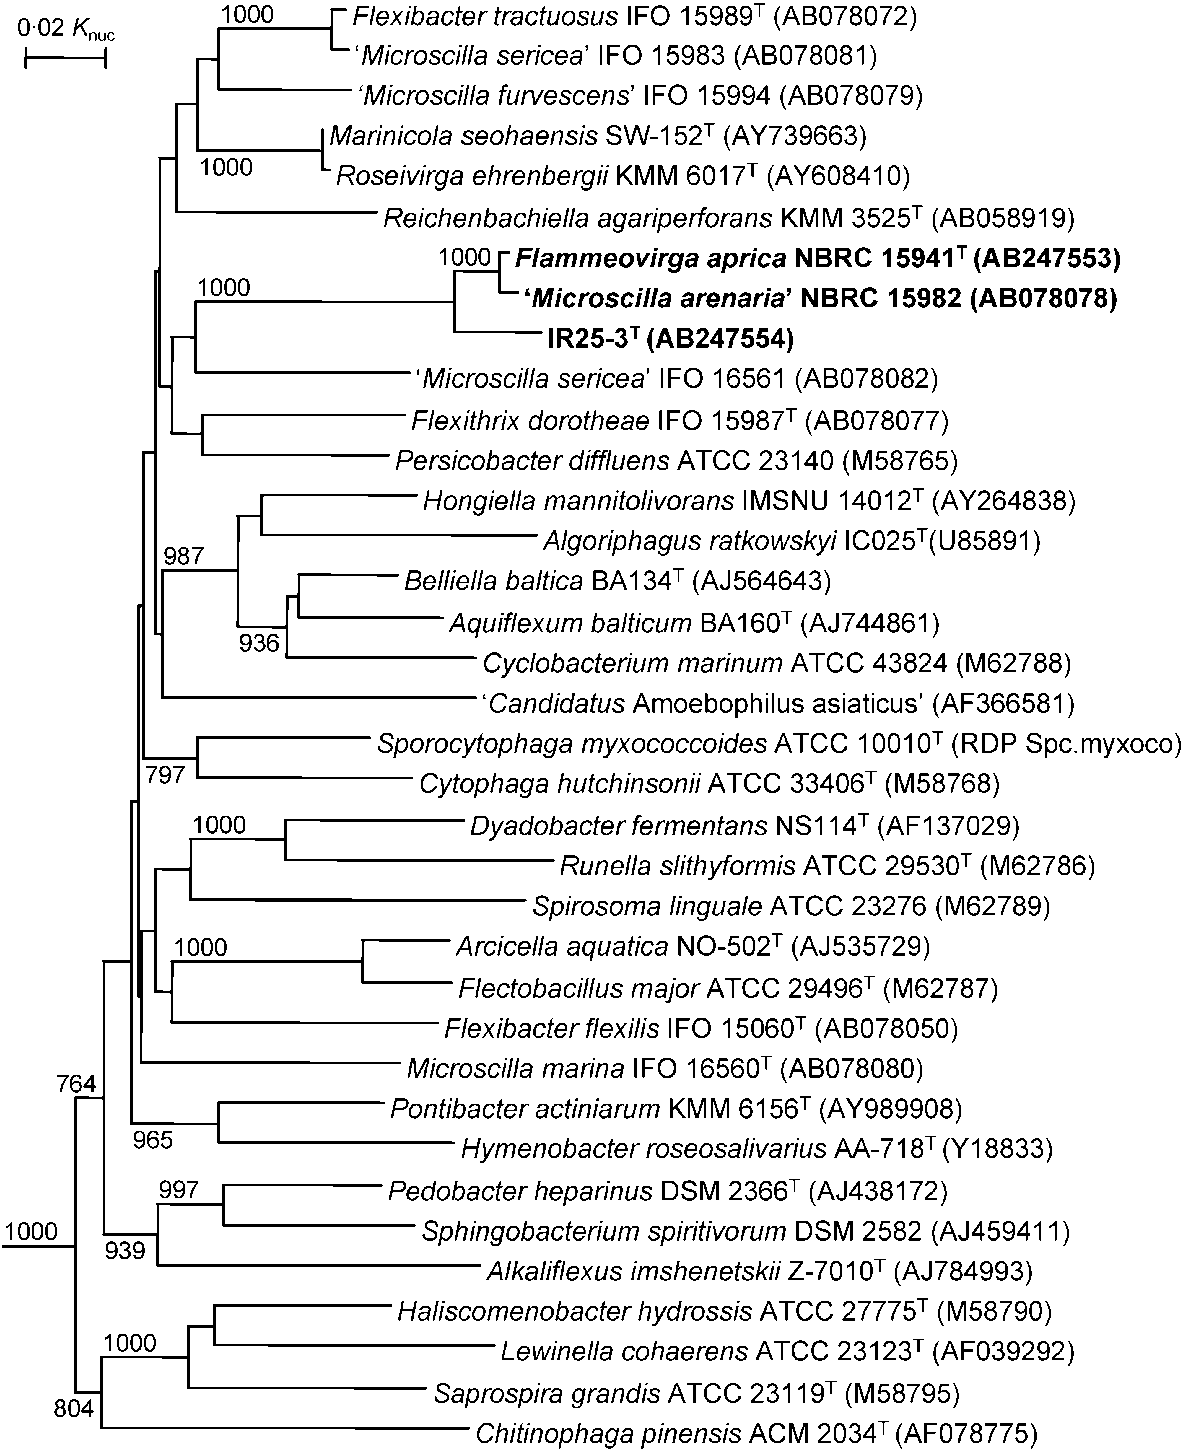 0·02 Knuc
1000
Flexibacter tractuosus IFO 15989T (AB078072)
‘Microscilla sericea’ IFO 15983 (AB078081)
‘Microscilla furvescens’ IFO 15994 (AB078079)
Marinicola seohaensis SW-152T (AY739663)
1000
Roseivirga ehrenbergii KMM 6017T (AY608410)
Reichenbachiella agariperforans KMM 3525T (AB058919)
1000
Flammeovirga aprica NBRC 15941T (AB247553)
1000
‘Microscilla arenaria’ NBRC 15982 (AB078078)
IR25-3T (AB247554)
‘Microscilla sericea’ IFO 16561 (AB078082)
Flexithrix dorotheae IFO 15987T (AB078077)
Persicobacter diffluens ATCC 23140 (M58765)
Hongiella mannitolivorans IMSNU 14012T (AY264838)
Algoriphagus ratkowskyi IC025T(U85891)
987
Belliella baltica BA134T (AJ564643)
Aquiflexum balticum BA160T (AJ744861)
936
Cyclobacterium marinum ATCC 43824 (M62788)
‘Candidatus Amoebophilus asiaticus’ (AF366581)
Sporocytophaga myxococcoides ATCC 10010T (RDP Spc.myxoco)
797
Cytophaga hutchinsonii ATCC 33406T (M58768)
1000
Dyadobacter fermentans NS114T (AF137029)
Runella slithyformis ATCC 29530T (M62786)
Spirosoma linguale ATCC 23276 (M62789)
1000
Arcicella aquatica NO-502T (AJ535729)
Flectobacillus major ATCC 29496T (M62787)
Flexibacter flexilis IFO 15060T (AB078050)
Microscilla marina IFO 16560T (AB078080)
764
Pontibacter actiniarum KMM 6156T (AY989908)
965
Hymenobacter roseosalivarius AA-718T (Y18833)
997
Pedobacter heparinus DSM 2366T (AJ438172)
1000
Sphingobacterium spiritivorum DSM 2582 (AJ459411)
939
Alkaliflexus imshenetskii Z-7010T (AJ784993)
Haliscomenobacter hydrossis ATCC 27775T (M58790)
1000
Lewinella cohaerens ATCC 23123T (AF039292)
Saprospira grandis ATCC 23119T (M58795)
804
Chitinophaga pinensis ACM 2034T (AF078775)